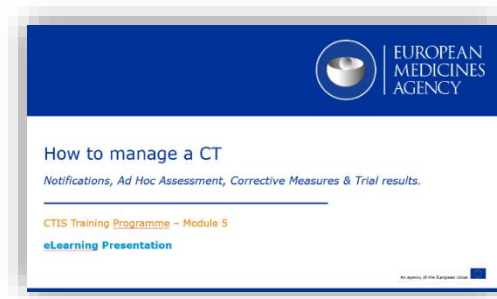 EUROPEAN
MEDICINES
AGENCY
How to manage a CT
Notifications, Ad Hoc Assessment, Corrective Measures & Trial results.
CTIS Training Programme – Module 5
eLearning Presentation
An agency of the European Union